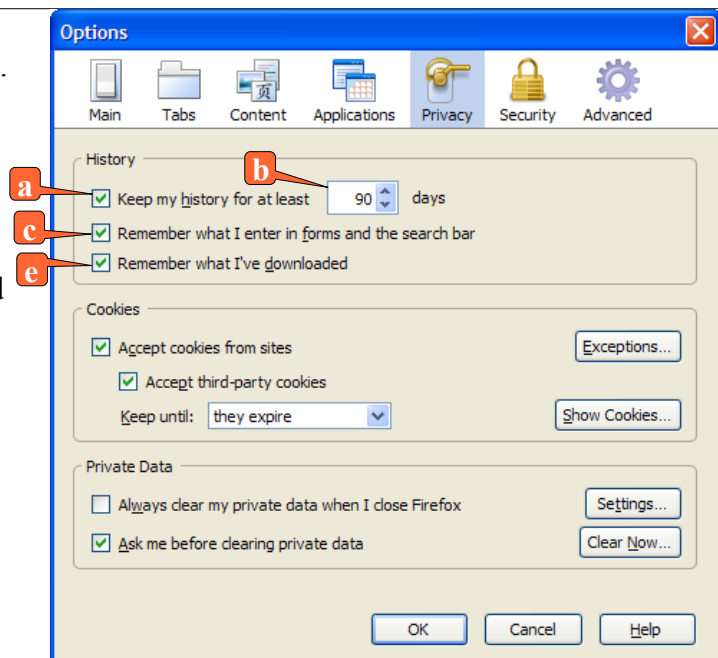 Options
Main Tabs Content Applications Privacy Security Advanced
页
History
b
a
Keep my history for at least 90 days
c
Remember what I enter in forms and the search bar
e
Remember what I've downloaded
Cookies
Accept cookies from sites Exceptions...
Accept third-party cookies
Keep until: they expire Show Cookies...
Private Data
Always clear my private data when I close Firefox Settings...
Ask me before clearing private data Clear Now...
OK Cancel Help